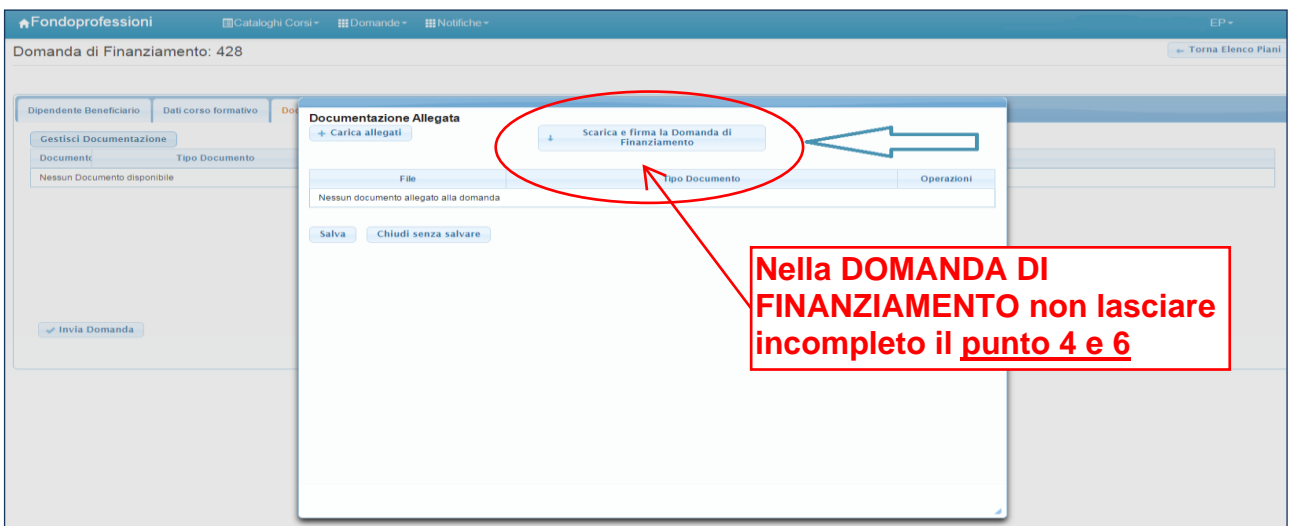 Fondoprofessioni Cataloghi Corsi Domande Notifiche EP
Domanda di Finanziamento: 428
Torna Elenco Piani
Dipendente Beneficiario Dati corso formativo Doc
Gestisci Documentazione
Documento Tipo Documento
Nessun Documento disponibile
Invia Domanda
Documentazione Allegata
+ Carica allegati
Scarica e firma la Domanda di
Finanziamento
File Tipo Documento Operazioni
Nessun documento allegato alla domanda
Salva Chiudi senza salvare
Nella DOMANDA DI
FINANZIAMENTO non lasciare
incompleto il punto 4 e 6